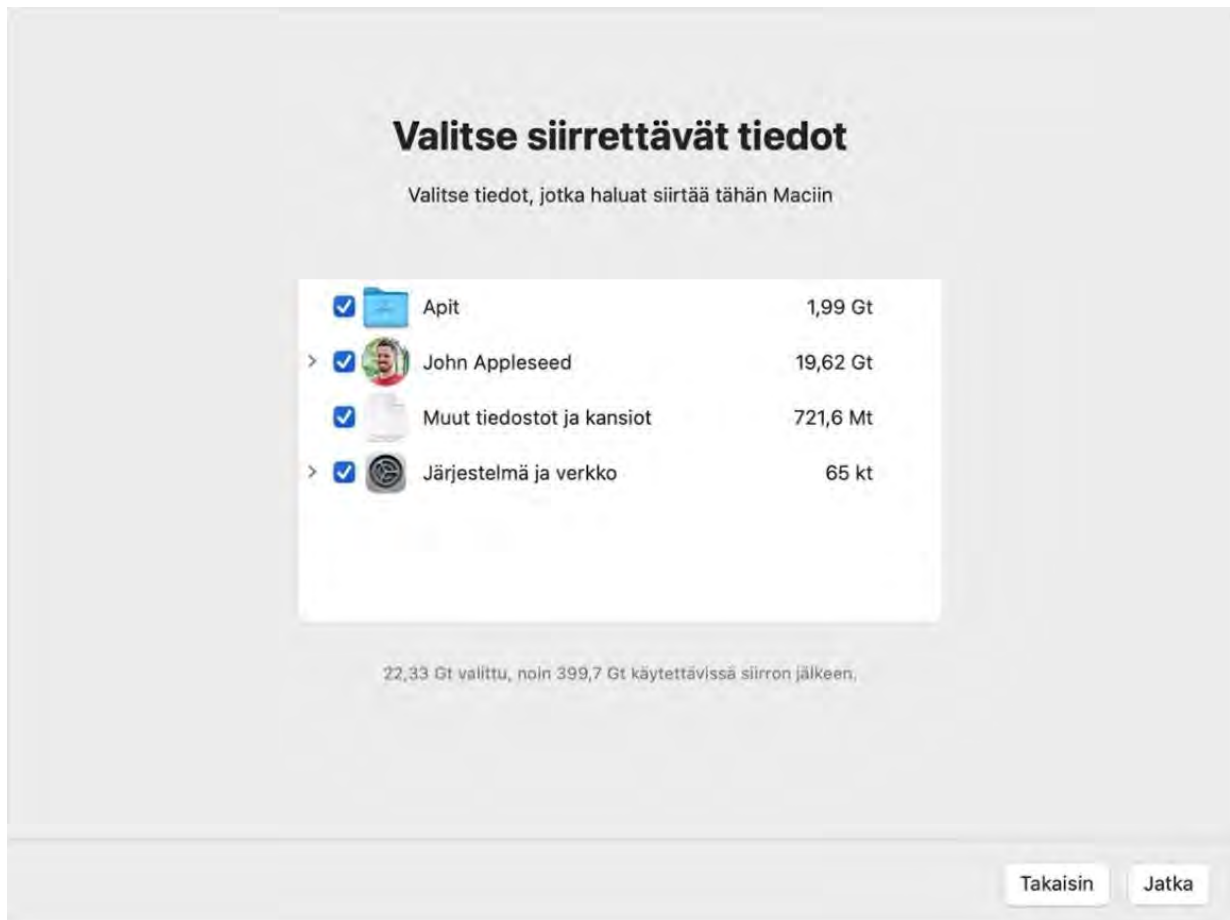 Valitse siirrettävät tiedot
Valitse tiedot, jotka haluat siirtää tähän Maciin
Apit 1,99 Gt
John Appleseed 19,62 Gt
Muut tiedostot ja kansiot 721,6 Mt
Järjestelmä ja verkko 65 kt
22,33 Gt valittu, noin 399,7 Gt käytettävissä siirron jälkeen.
Takaisin Jatka